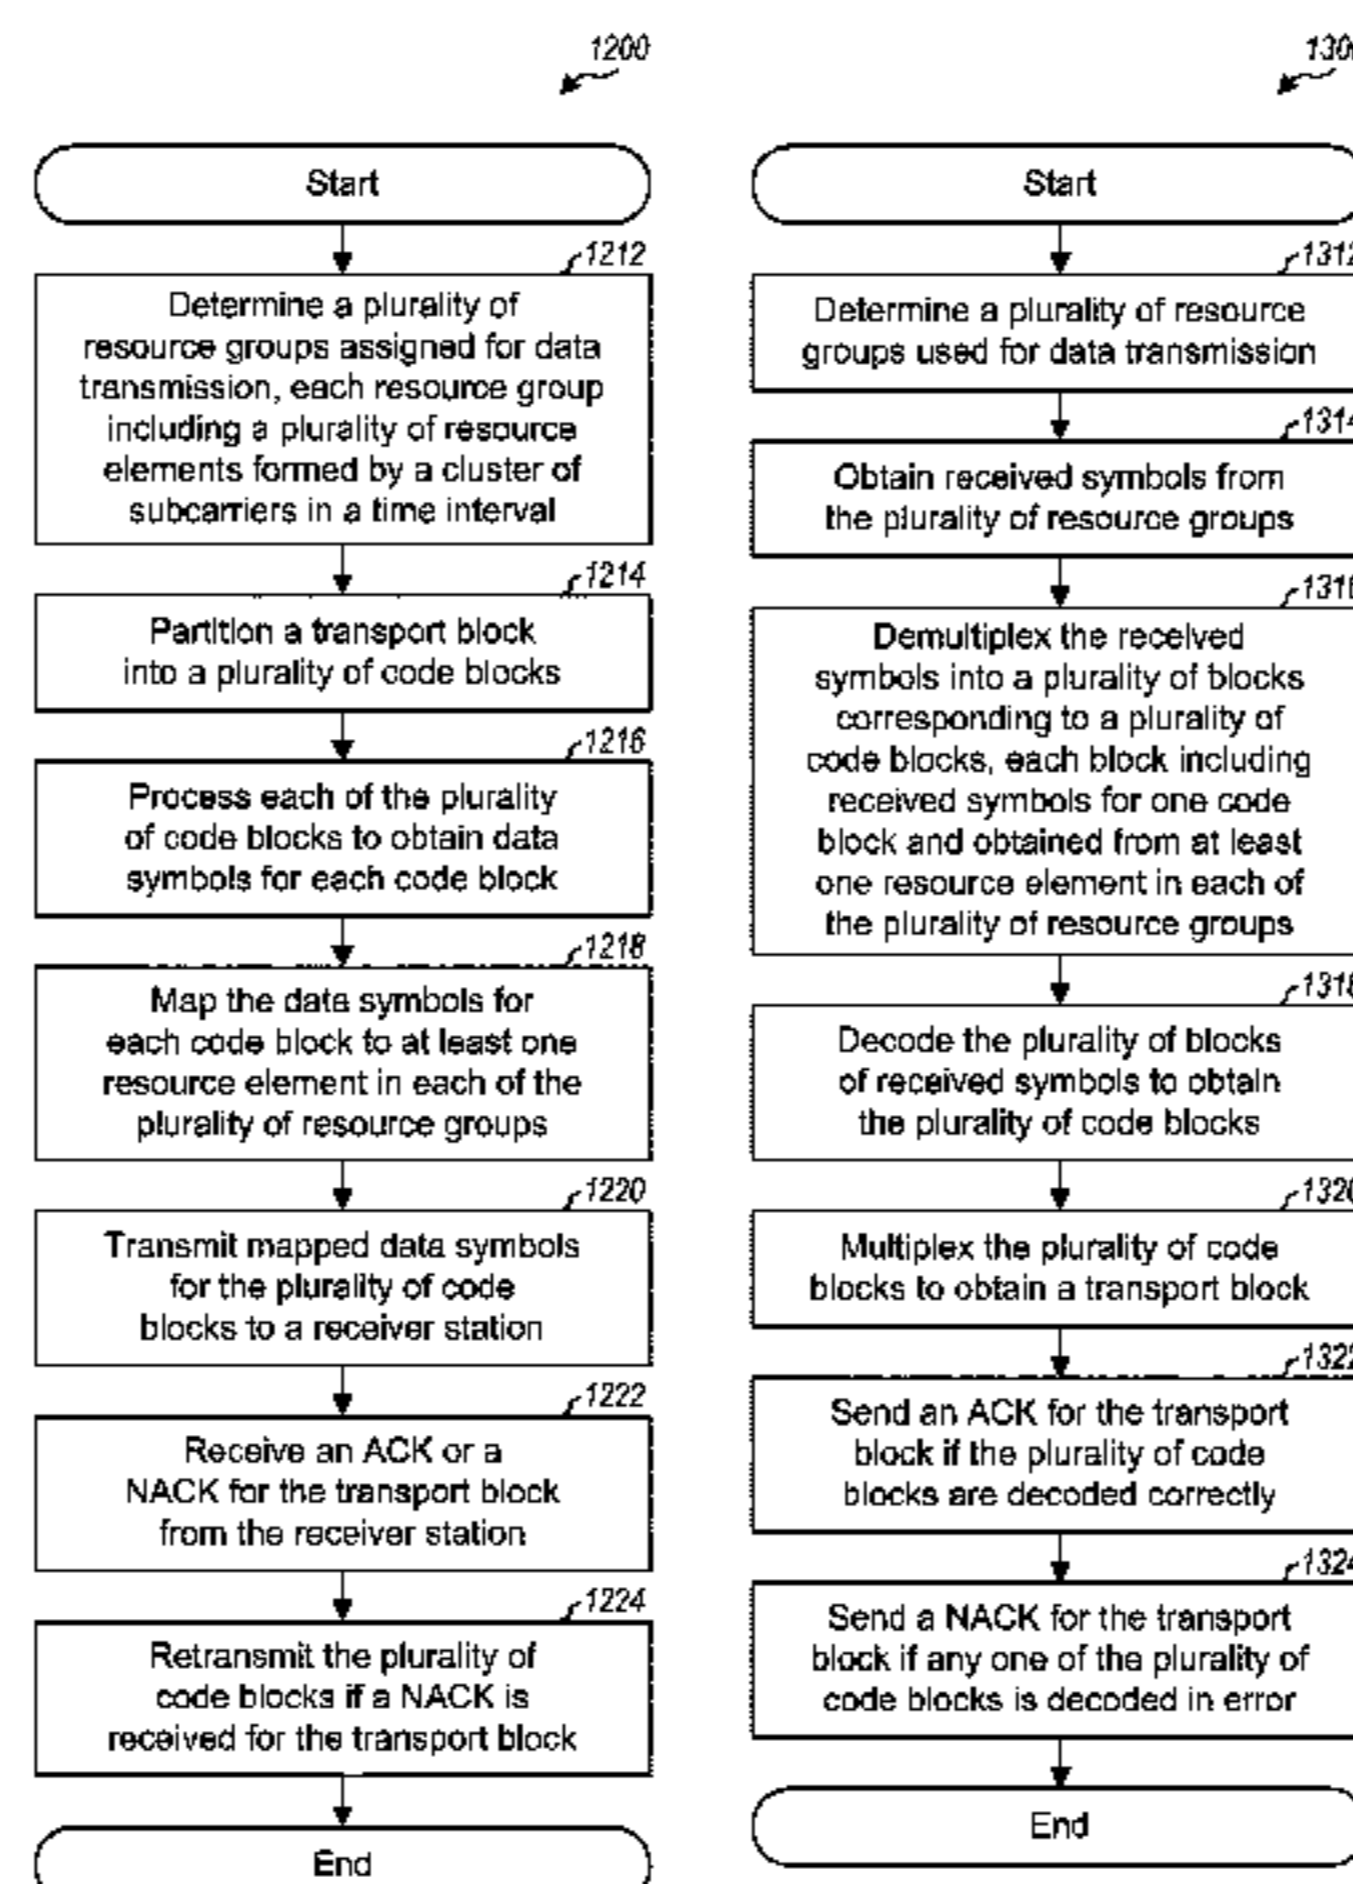 1200
Start
1212
Determine a plurality of
resource groups assigned for data
transmission, each resource group
including a plurality of resource
elements formed by a cluster of
subcarriers in a time interval
1214
Partition a transport block
into a plurality of code blocks
1216
Process each of the plurality
of code blocks to obtain data
symbols for each code block
1218
Map the data symbols for
each code block to at least one
resource element in each of the
plurality of resource groups
1220
Transmit mapped data symbols
for the plurality of code
blocks to a receiver station
1222
Receive an ACK or a
NACK for the transport block
from the receiver station
1224
Retransmit the plurality of
code blocks if a NACK is
received for the transport block
End
1300
Start
1312
Determine a plurality of resource
groups used for data transmission
1314
Obtain received symbols from
the plurality of resource groups
1316
Demultiplex the received
symbols into a plurality of blocks
corresponding to a plurality of
code blocks, each block including
received symbols for one code
block and obtained from at least
one resource element in each of
the plurality of resource groups
1318
Decode the plurality of blocks
of received symbols to obtain
the plurality of code blocks
1320
Multiplex the plurality of code
blocks to obtain a transport block
1322
Send an ACK for the transport
block if the plurality of code
blocks are decoded correctly
1324
Send a NACK for the transport
block if any one of the plurality of
code blocks is decoded in error
End